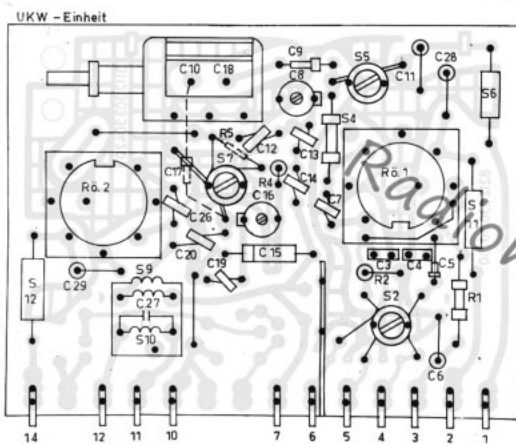 UKW - Einheit
C10 C18
C9
C8
S5
C11
C28
S6
R5
C12
S4
C13
C17
S7
R4
C14
Rö.1
Rö.2
C26
C16
C7
S
11
C20
C15
C3 C4 C5
S
12
C29
S9
C19
R2
R1
C27
S2
S10
C6
14 12 11 10 7 6 5 4 3 2 1
Radiow